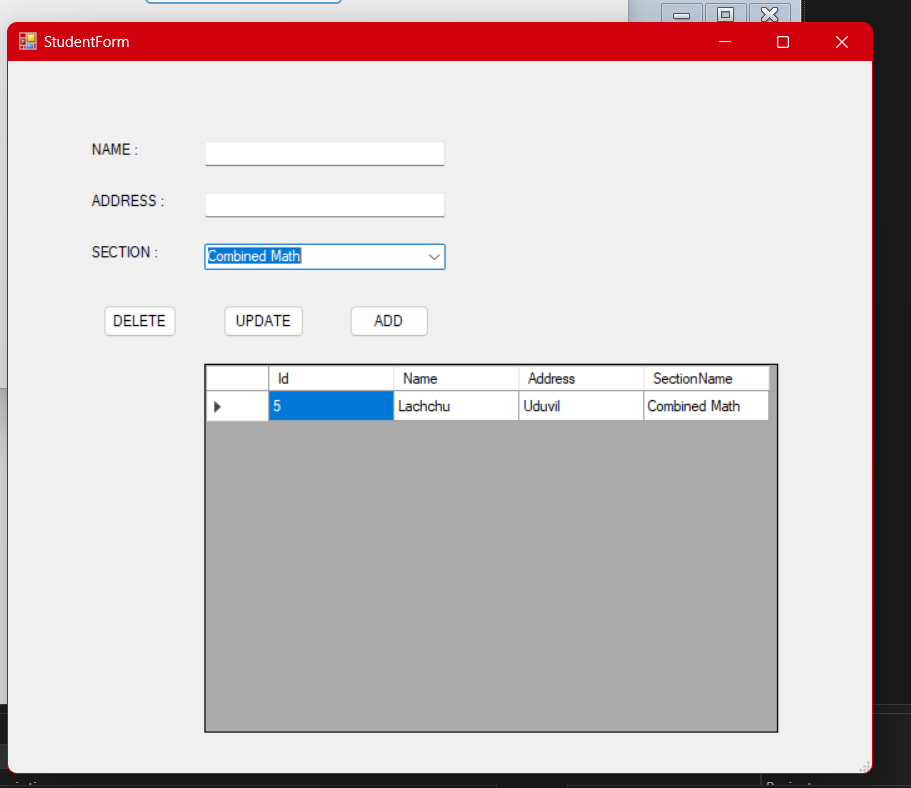 StudentForm
NAME :
ADDRESS :
SECTION : Combined Math
DELETE UPDATE ADD
Id Name Address SectionName
5 Lachchu Uduvil Combined Math